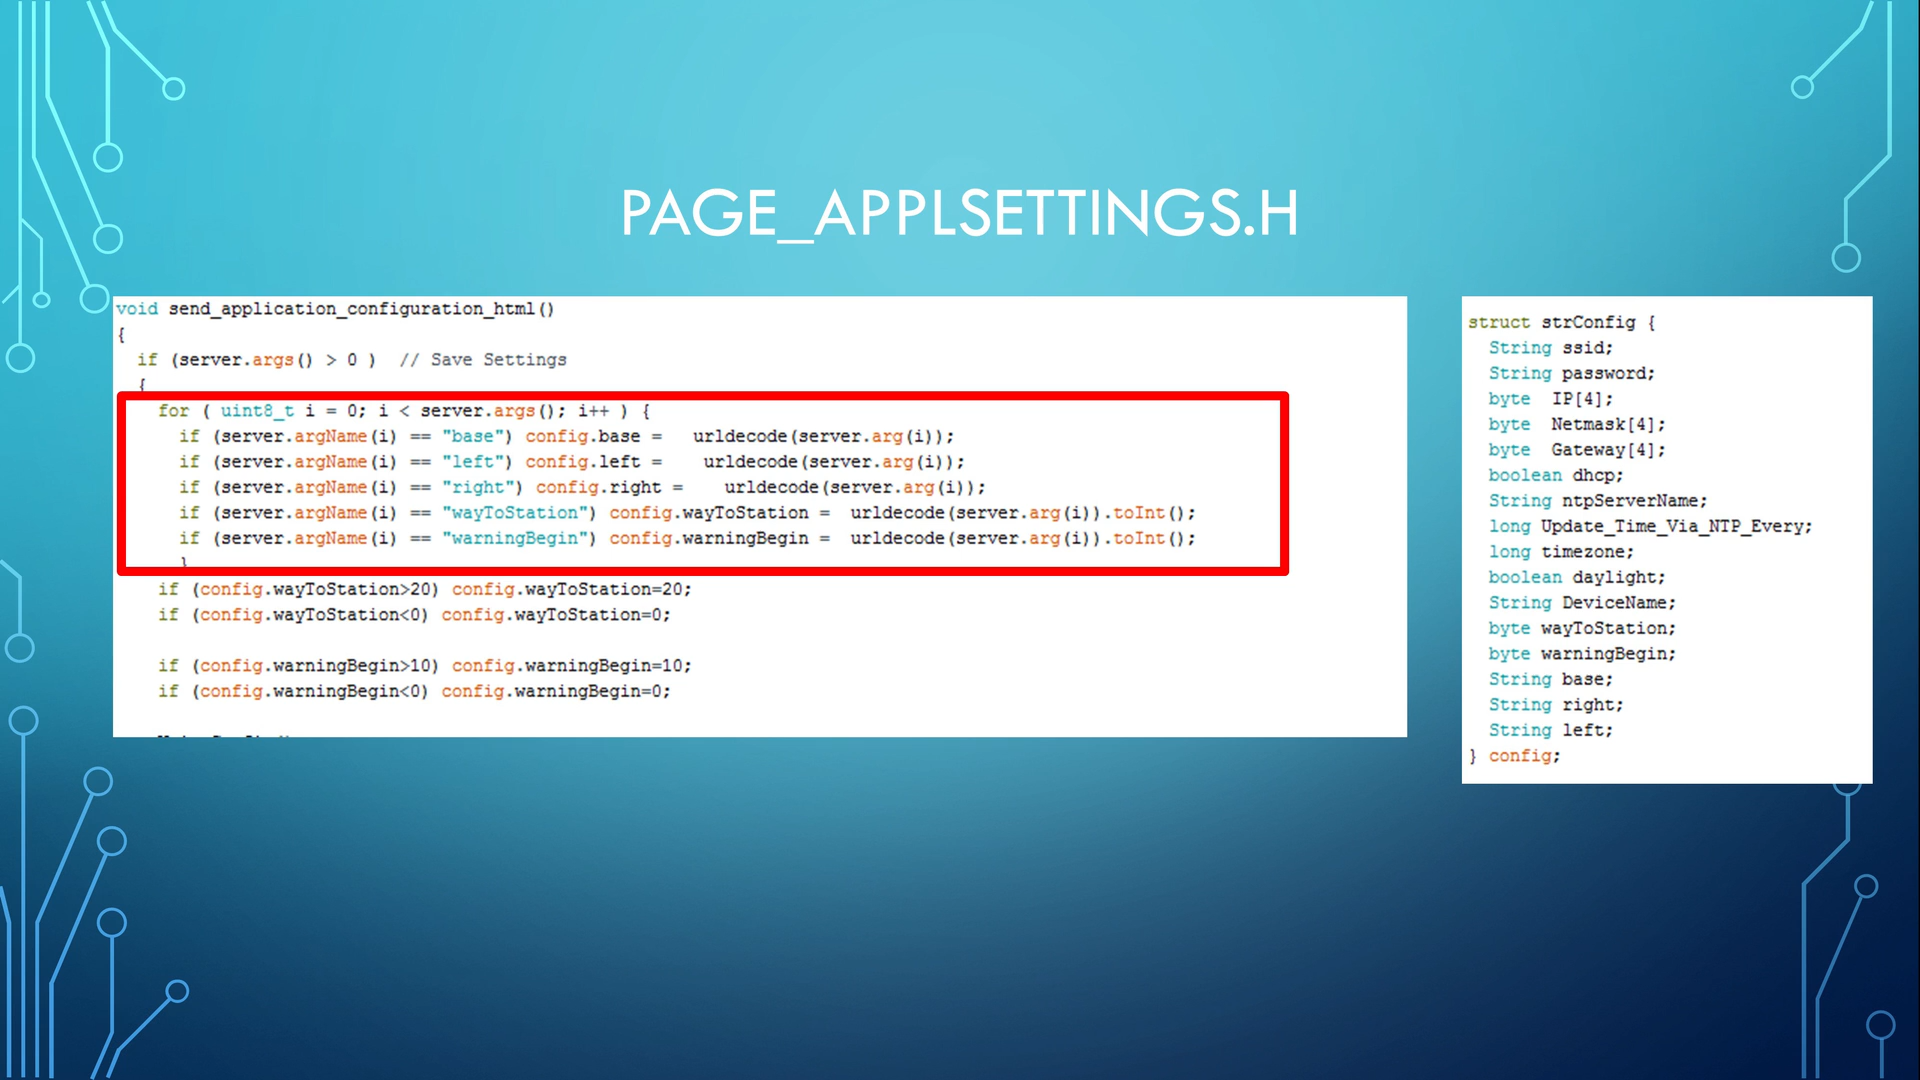 PAGE_APPLSETTINGS.H
void send_application_configuration_html()
{
if (server.args() > 0 )  // Save Settings
{
for ( uint8_t i = 0; i < server.args(); i++ ) {
if (server.argName(i) == "base") config.base =   urldecode(server.arg(i));
if (server.argName(i) == "left") config.left =    urldecode(server.arg(i));
if (server.argName(i) == "right") config.right =    urldecode(server.arg(i));
if (server.argName(i) == "wayToStation") config.wayToStation =  urldecode(server.arg(i)).toInt();
if (server.argName(i) == "warningBegin") config.warningBegin =  urldecode(server.arg(i)).toInt();
}
if (config.wayToStation>20) config.wayToStation=20;
if (config.wayToStation<0) config.wayToStation=0;
if (config.warningBegin>10) config.warningBegin=10;
if (config.warningBegin<0) config.warningBegin=0;
struct strConfig {
String ssid;
String password;
byte  IP[4];
byte  Netmask[4];
byte  Gateway[4];
boolean dhcp;
String ntpServerName;
long Update_Time_Via_NTP_Every;
long timezone;
boolean daylight;
String DeviceName;
byte wayToStation;
byte warningBegin;
String base;
String right;
String left;
} config;